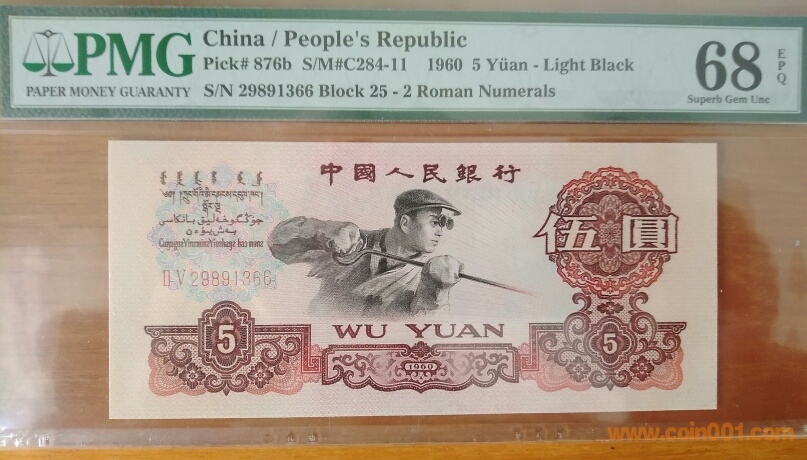 PMG
PAPER MONEY GUARANTY
China / People's Republic
Pick# 876b S/M#C284-11 1960 5 Yüan - Light Black
S/N 29891366 Block 25 - 2 Roman Numerals
68
EPQ
Superb Gem Unc
中國人民銀行
伍圓
ⅡⅤ 29891366
WU YUAN
5
1960
5
www.coin001.com